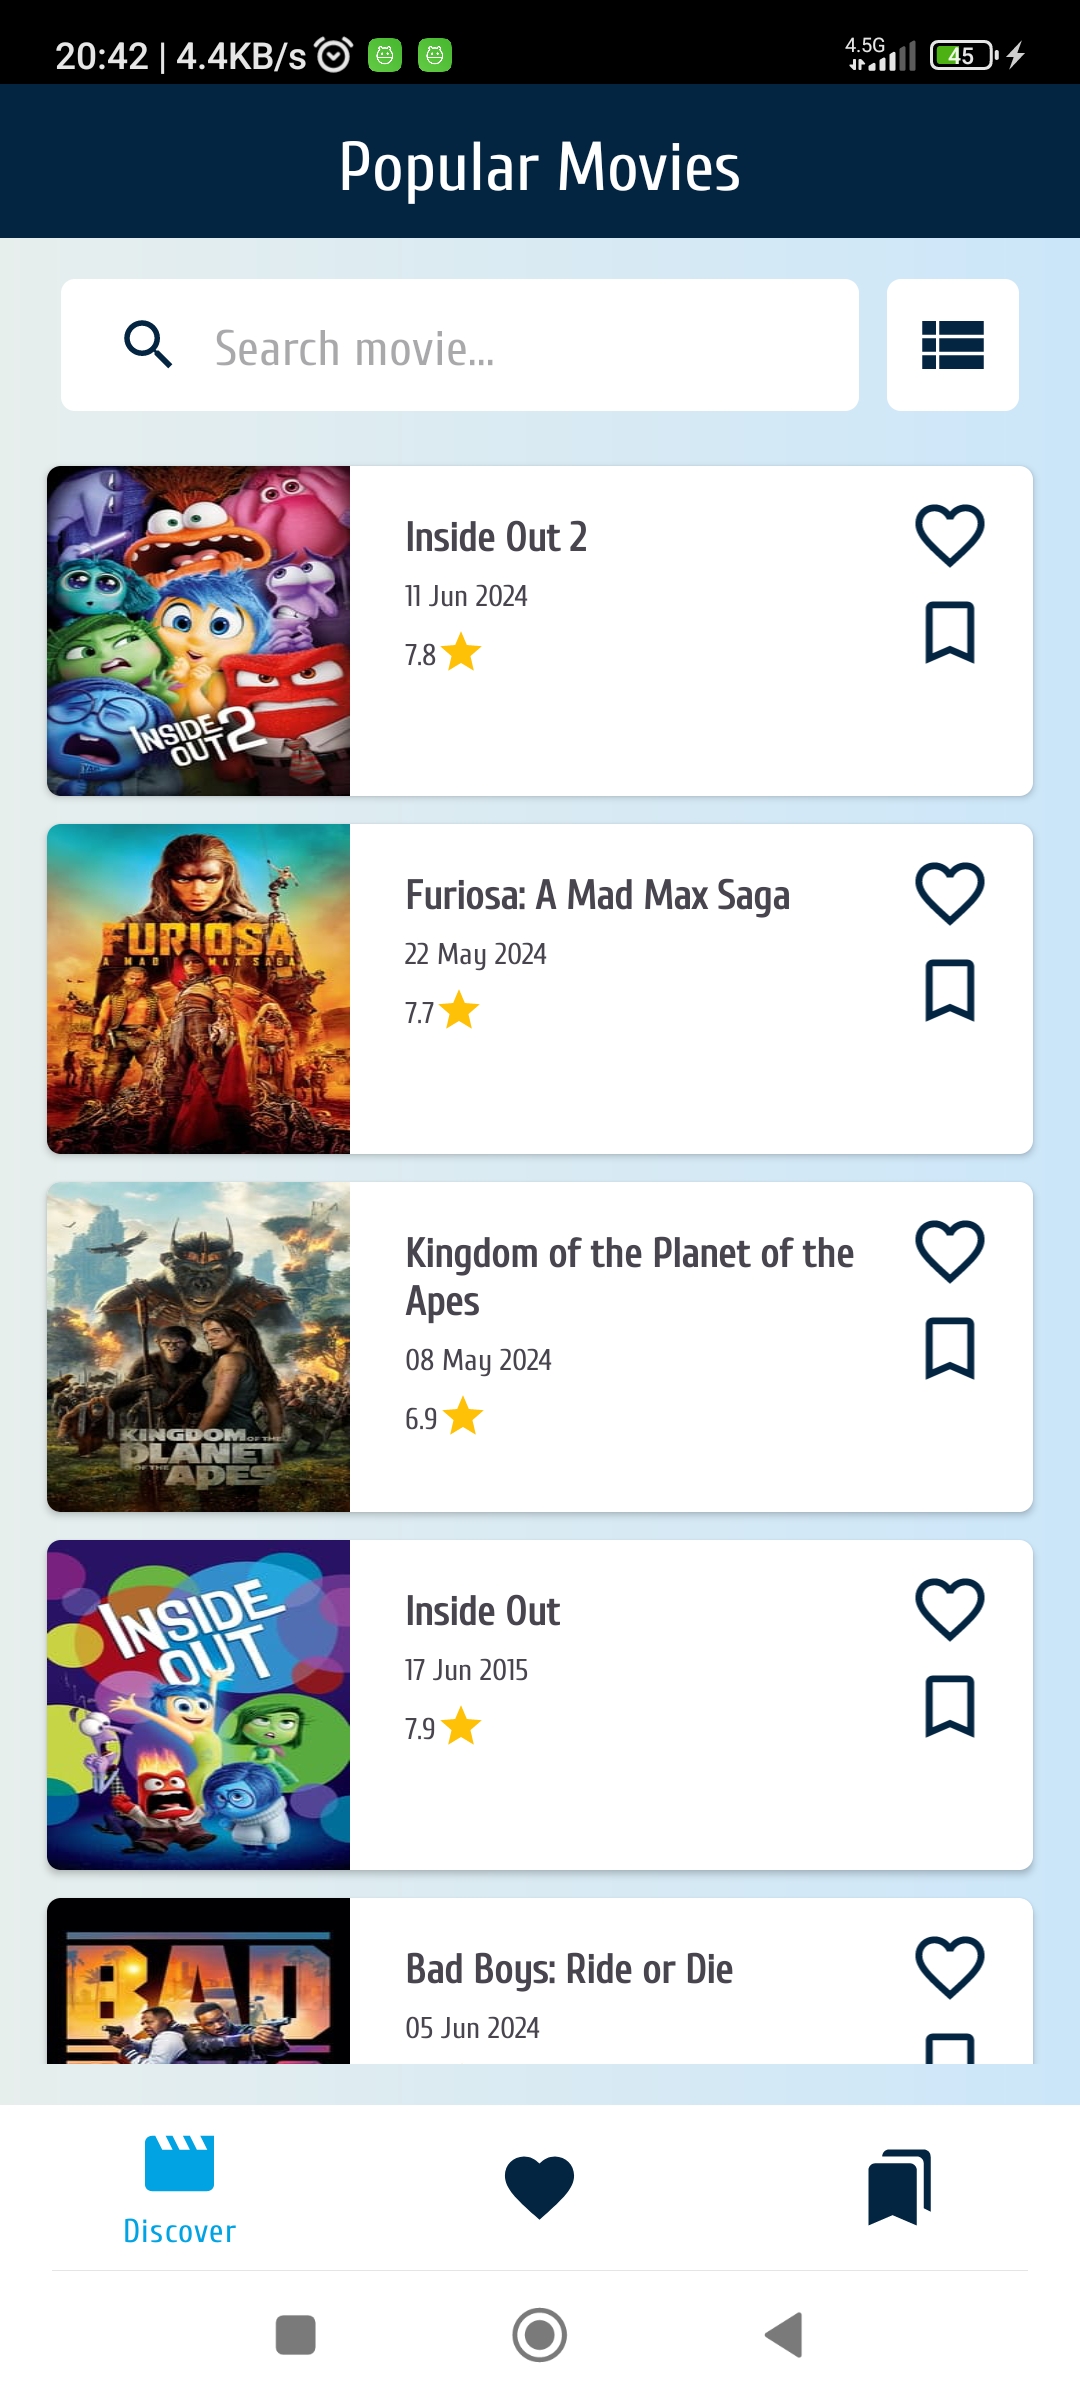 20:42 | 4.4KB/s
4.5G
45
Popular Movies
Search movie...
INSIDE
OUT 2
Inside Out 2
11 Jun 2024
7.8
FURIOSA
A MAD MAX SAGA
Furiosa: A Mad Max Saga
22 May 2024
7.7
KINGDOM OF THE
PLANET
OF THE APES
Kingdom of the Planet of the
Apes
08 May 2024
6.9
INSIDE
OUT
Inside Out
17 Jun 2015
7.9
BAD
Bad Boys: Ride or Die
05 Jun 2024
Discover